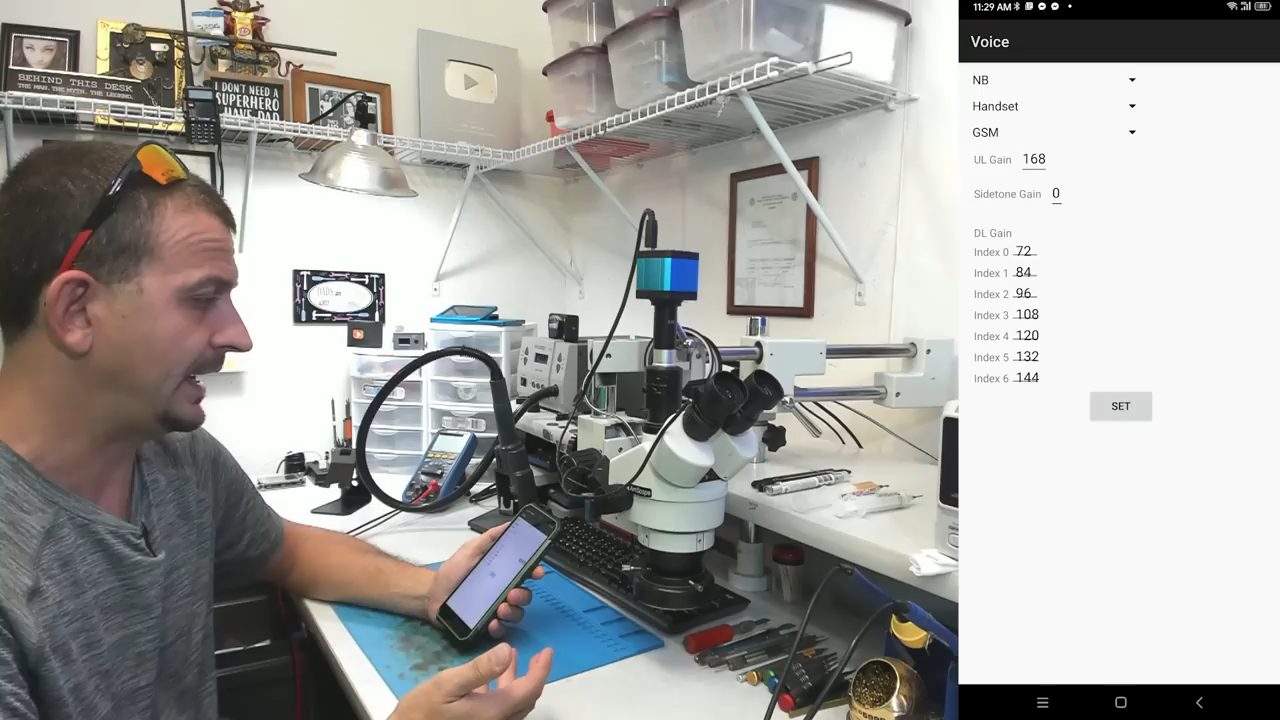 BEHIND THIS DESK
THE MAN. THE MYTH. THE LEGEND.
I DON'T NEED A
SUPERHERO
I HAVE DAD
DADS
11:29 AM
Voice
NB
Handset
GSM
UL Gain 168
Sidetone Gain 0
DL Gain
Index 0 72
Index 1 84
Index 2 96
Index 3 108
Index 4 120
Index 5 132
Index 6 144
SET